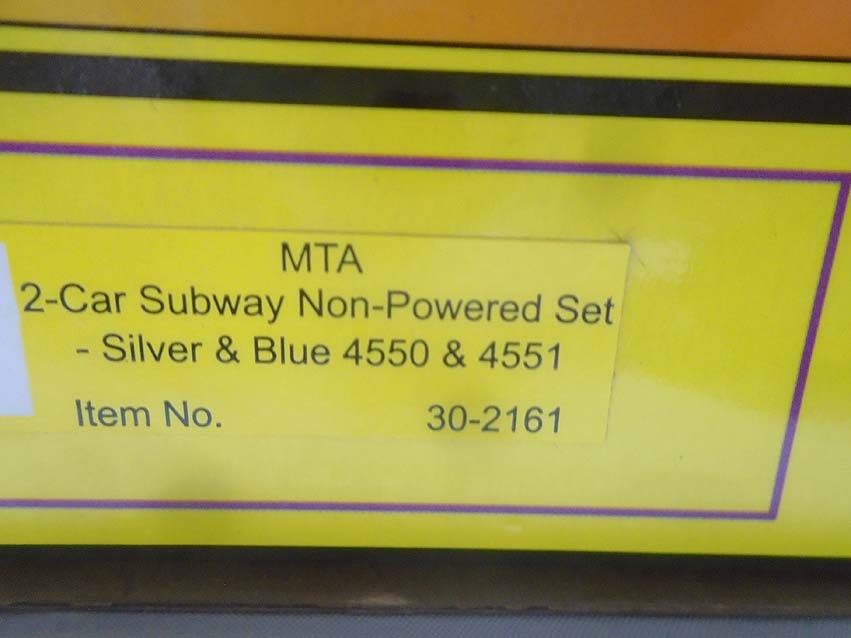 MTA
2-Car Subway Non-Powered Set
- Silver & Blue 4550 & 4551
Item No. 30-2161